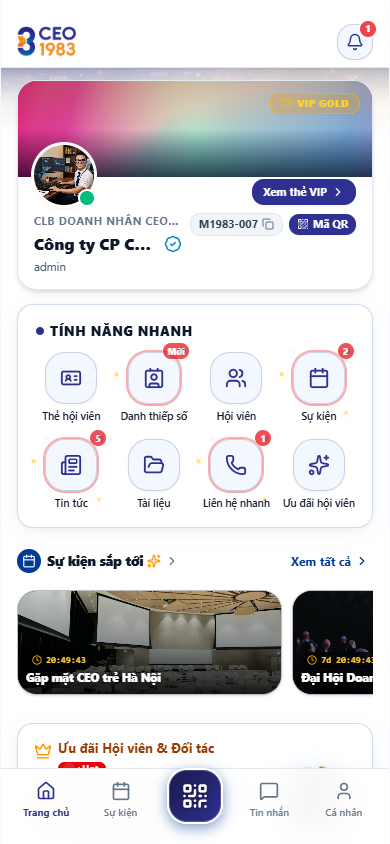 CEO
1983
1
VIP GOLD
Xem thẻ VIP
CLB DOANH NHÂN CEO...
M1983-007
Mã QR
Công ty CP C...
admin
TÍNH NĂNG NHANH
Mới
2
Thẻ hội viên
Danh thiếp số
Hội viên
Sự kiện
5
1
Tin tức
Tài liệu
Liên hệ nhanh
Ưu đãi hội viên
Sự kiện sắp tới
Xem tất cả
20:49:43
7d 20:49:43
Gặp mặt CEO trẻ Hà Nội
Đại Hội Doan
Ưu đãi Hội viên & Đối tác
Hot
Trang chủ
Sự kiện
Tin nhắn
Cá nhân